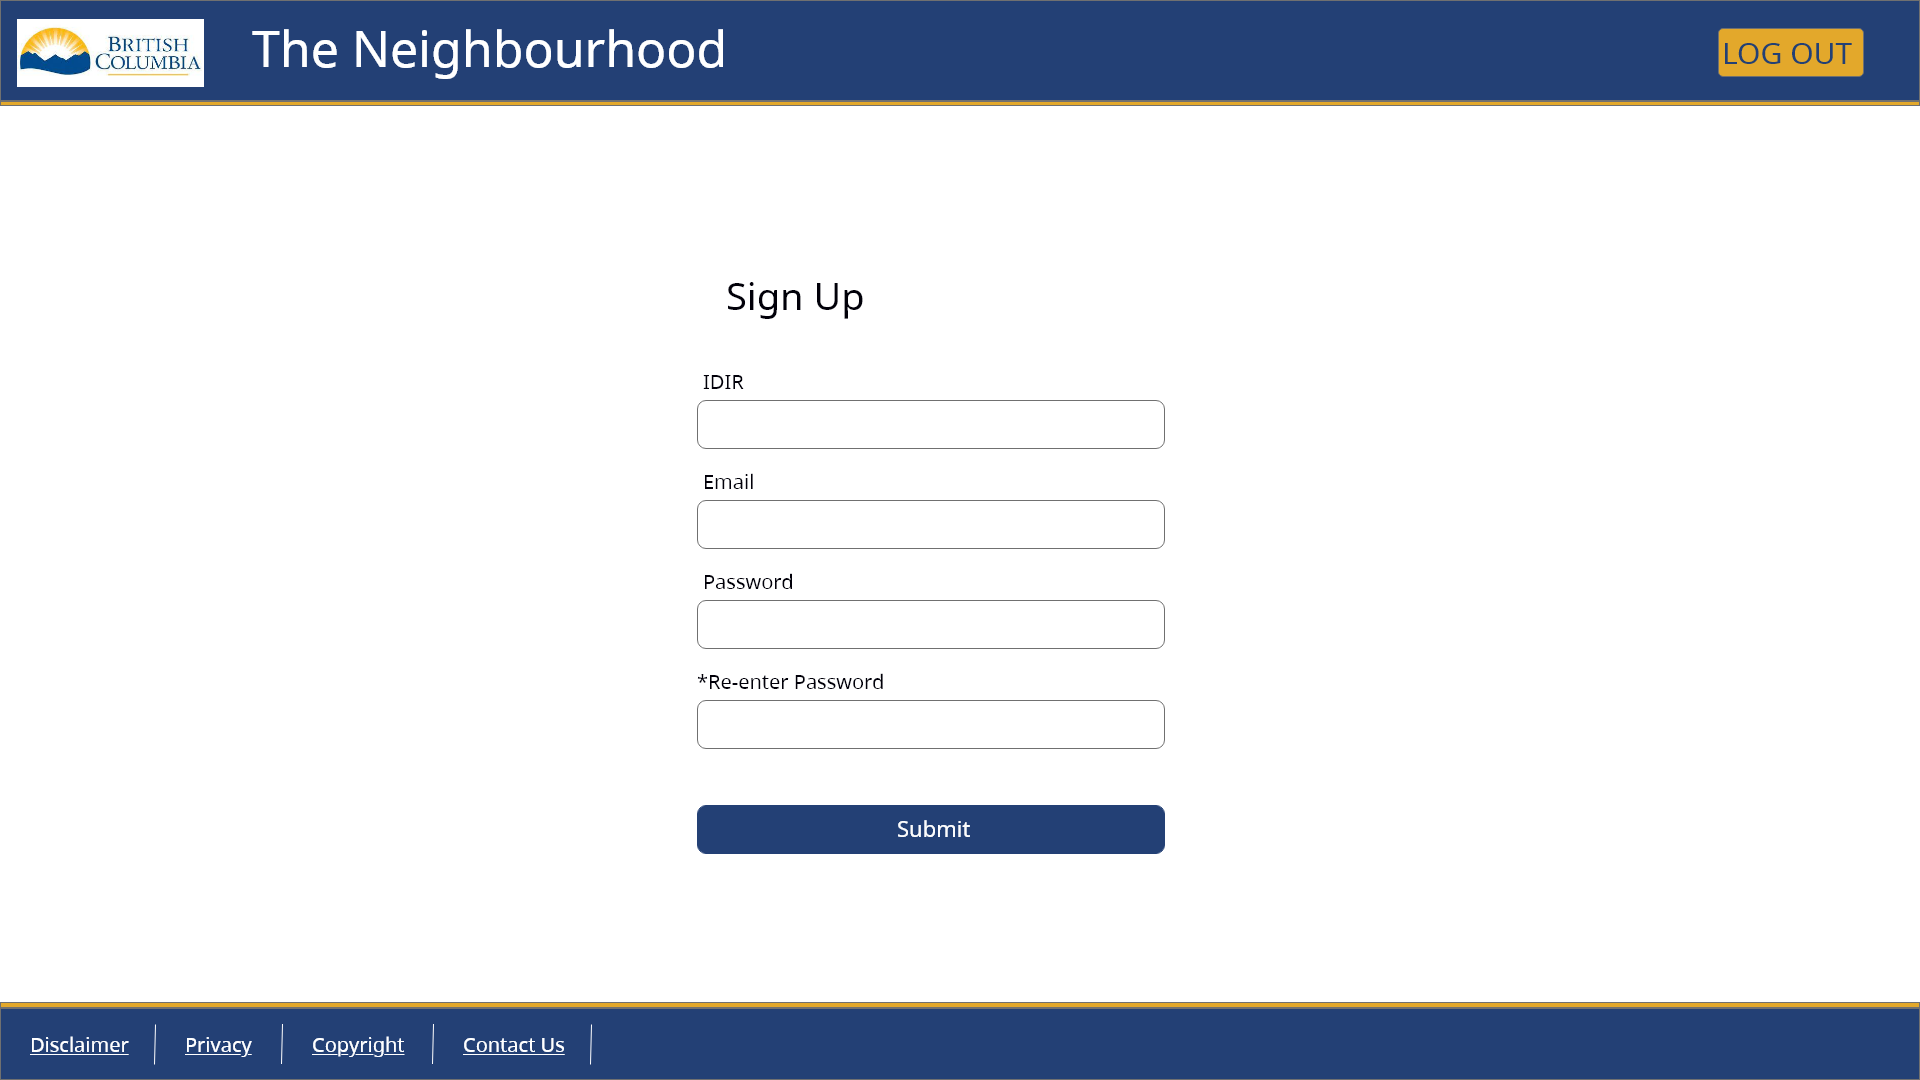 BRITISH
COLUMBIA
The Neighbourhood
LOG OUT
Sign Up
IDIR
Email
Password
*Re-enter Password
Submit
Disclaimer
Privacy
Copyright
Contact Us